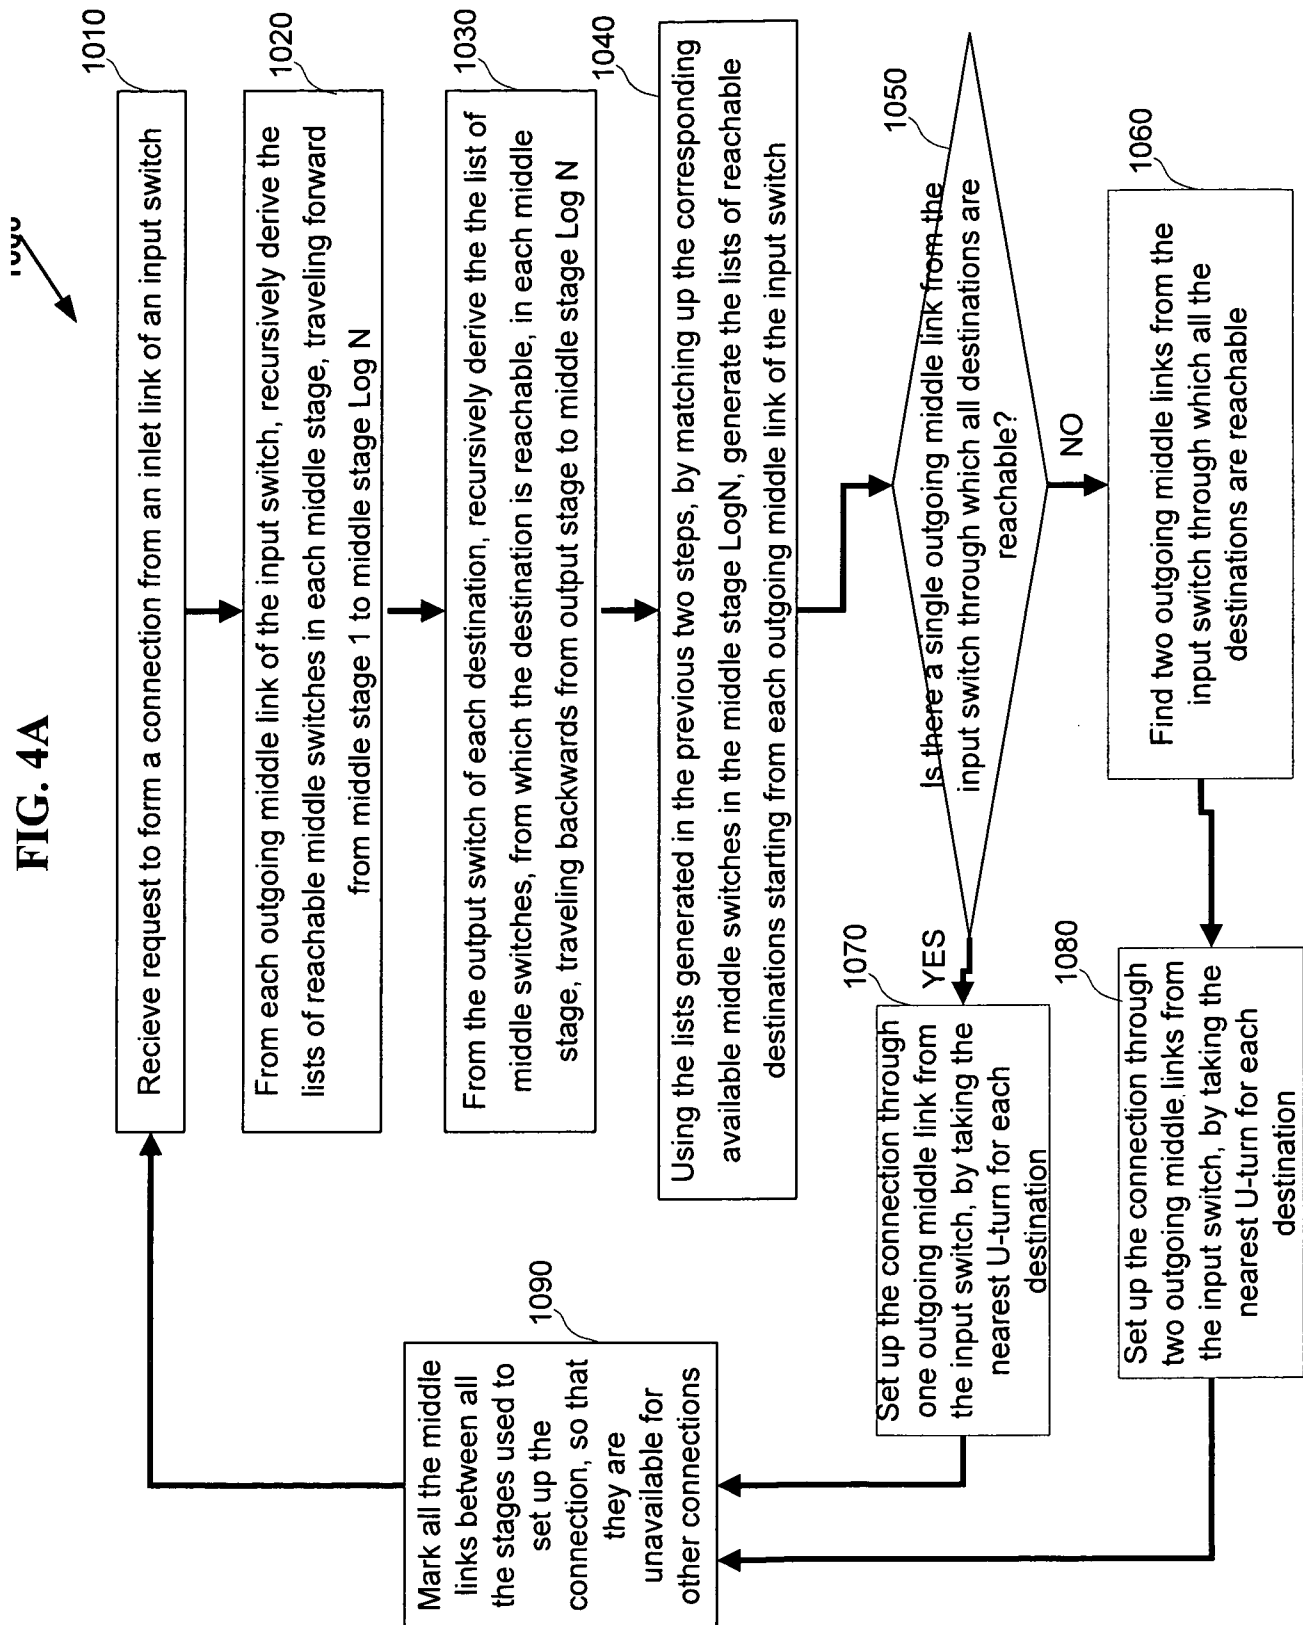 FIG. 4A
1010
Recieve request to form a connection from an inlet link of an input switch
1020
From each outgoing middle link of the input switch, recursively derive the
lists of reachable middle switches in each middle stage, traveling forward
from middle stage 1 to middle stage Log N
1030
From the output switch of each destination, recursively derive the the list of
middle switches, from which the destination is reachable, in each middle
stage, traveling backwards from output stage to middle stage Log N
1040
Using the lists generated in the previous two steps, by matching up the corresponding
available middle switches in the middle stage LogN, generate the lists of reachable
destinations starting from each outgoing middle link of the input switch
1050
Is there a single outgoing middle link from the
input switch through which all destinations are
reachable?
YES
NO
1060
Find two outgoing middle links from the
input switch through which all the
destinations are reachable
1070
Set up the connection through
one outgoing middle link from
the input switch, by taking the
nearest U-turn for each
destination
1080
Set up the connection through
two outgoing middle links from
the input switch, by taking the
nearest U-turn for each
destination
1090
Mark all the middle
links between all
the stages used to
set up the
connection, so that
they are
unavailable for
other connections